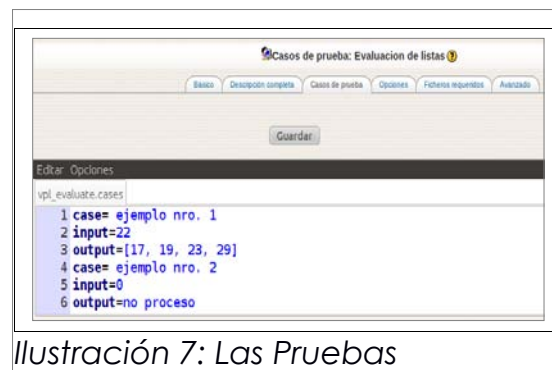 Casos de prueba: Evaluacion de listas
Básico Descripción completa Casos de prueba Opciones Ficheros requeridos Avanzado
Guardar
Editar Opciones
vpl_evaluate.cases
1 case= ejemplo nro. 1
2 input=22
3 output=[17, 19, 23, 29]
4 case= ejemplo nro. 2
5 input=0
6 output=no proceso
Ilustración 7: Las Pruebas